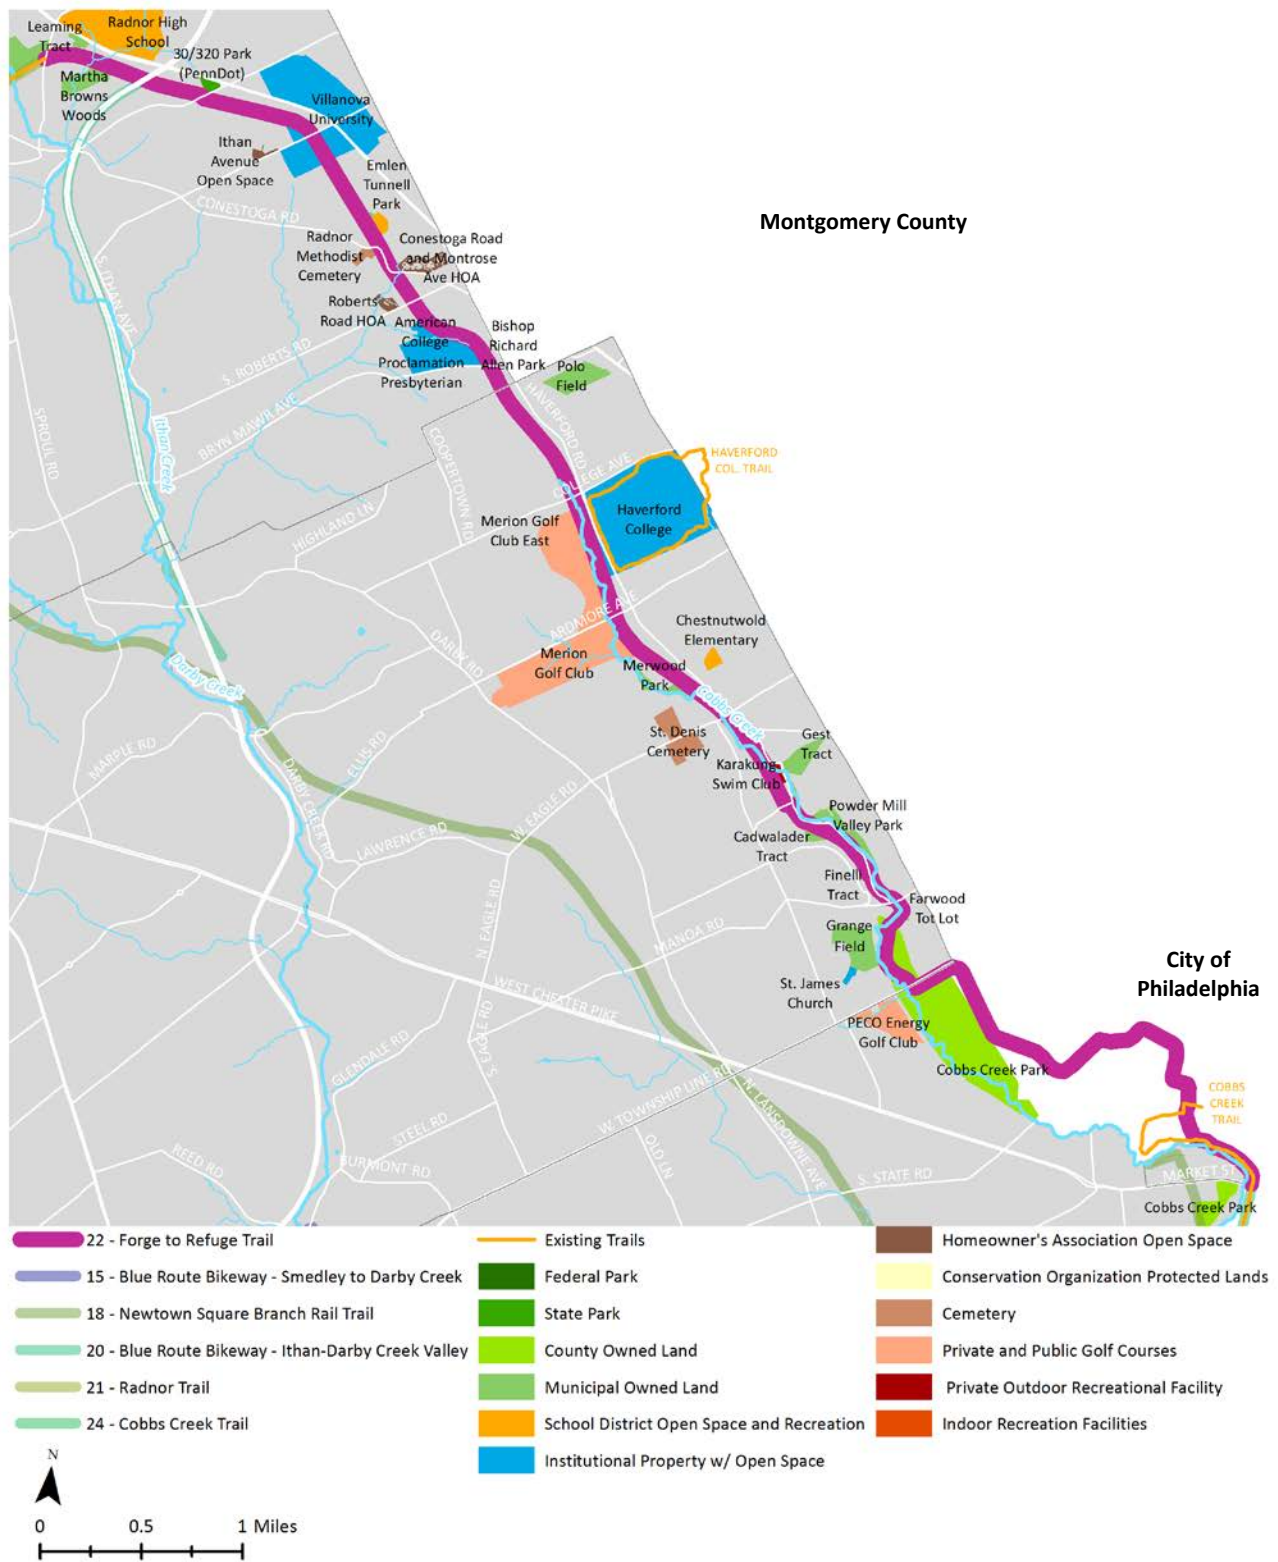 Leaming
Tract
Radnor High
School
30/320 Park
(PennDot)
Martha
Browns
Woods
Villanova
University
Ithan
Avenue
Open Space
Emlen
Tunnell
Park
CONESTOGA RD
Radnor
Methodist
Cemetery
Conestoga Road
and Montrose
Ave HOA
Montgomery County
S. ITHAN AVE
Roberts
Road HOA
American
College
Bishop
Richard
Allen Park
Proclamation
Presbyterian
Polo
Field
S. ROBERTS RD
BRYN MAWR AVE
HAVERFORD RD
SPROUL RD
Ithan Creek
COOPERTOWN RD
COLLEGE AVE
HAVERFORD
COL. TRAIL
Haverford
College
Merion Golf
Club East
HIGHLAND LN
ARDMORE AVE
Chestnutwold
Elementary
DARBY RD
Merion
Golf Club
Merwood
Park
Darby Creek
Cobbs Creek
St. Denis
Cemetery
Gest
Tract
MARPLE RD
ELLIS RD
Karakung
Swim Club
DARBY CREEK RD
Powder Mill
Valley Park
W. EAGLE RD
LAWRENCE RD
Cadwalader
Tract
Finelli
Tract
N. EAGLE RD
Farwood
Tot Lot
MANOA RD
Grange
Field
City of
Philadelphia
WEST CHESTER PIKE
St. James
Church
S. EAGLE RD
PECO Energy
Golf Club
GLENDALE RD
Cobbs Creek Park
W. TOWNSHIP LINE RD
N. LANSDOWNE AVE
COBBS
CREEK
TRAIL
STEEL RD
OLD LN
REED RD
BURMONT RD
S. STATE RD
MARKET ST
Cobbs Creek Park
22 - Forge to Refuge Trail
15 - Blue Route Bikeway - Smedley to Darby Creek
18 - Newtown Square Branch Rail Trail
20 - Blue Route Bikeway - Ithan-Darby Creek Valley
21 - Radnor Trail
24 - Cobbs Creek Trail
Existing Trails
Federal Park
State Park
County Owned Land
Municipal Owned Land
School District Open Space and Recreation
Institutional Property w/ Open Space
Homeowner's Association Open Space
Conservation Organization Protected Lands
Cemetery
Private and Public Golf Courses
Private Outdoor Recreational Facility
Indoor Recreation Facilities
N
0 0.5 1 Miles